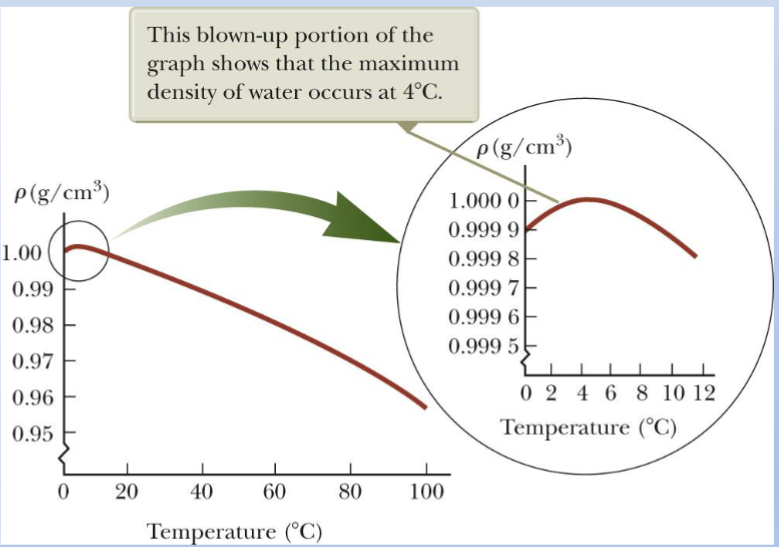 This blown-up portion of the
graph shows that the maximum
density of water occurs at 4°C.
ρ (g/cm³)
1.00
0.99
0.98
0.97
0.96
0.95
0 20 40 60 80 100
Temperature (°C)
ρ (g/cm³)
1.000 0
0.999 9
0.999 8
0.999 7
0.999 6
0.999 5
0 2 4 6 8 10 12
Temperature (°C)